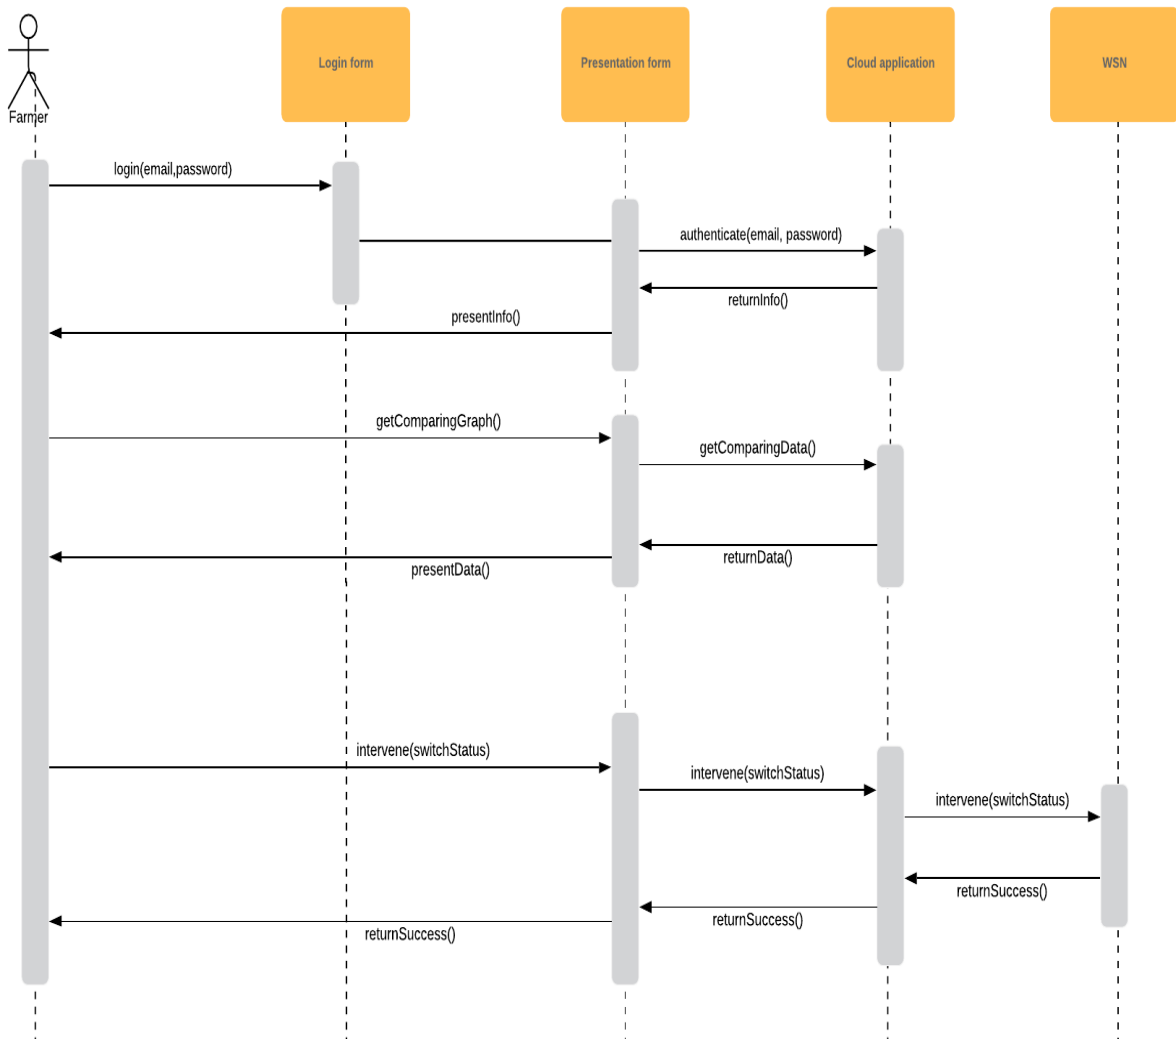 Login form
Presentation form
Cloud application
WSN
Farmer
login(email,password)
authenticate(email, password)
returnInfo()
presentInfo()
getComparingGraph()
getComparingData()
returnData()
presentData()
intervene(switchStatus)
intervene(switchStatus)
intervene(switchStatus)
returnSuccess()
returnSuccess()
returnSuccess()